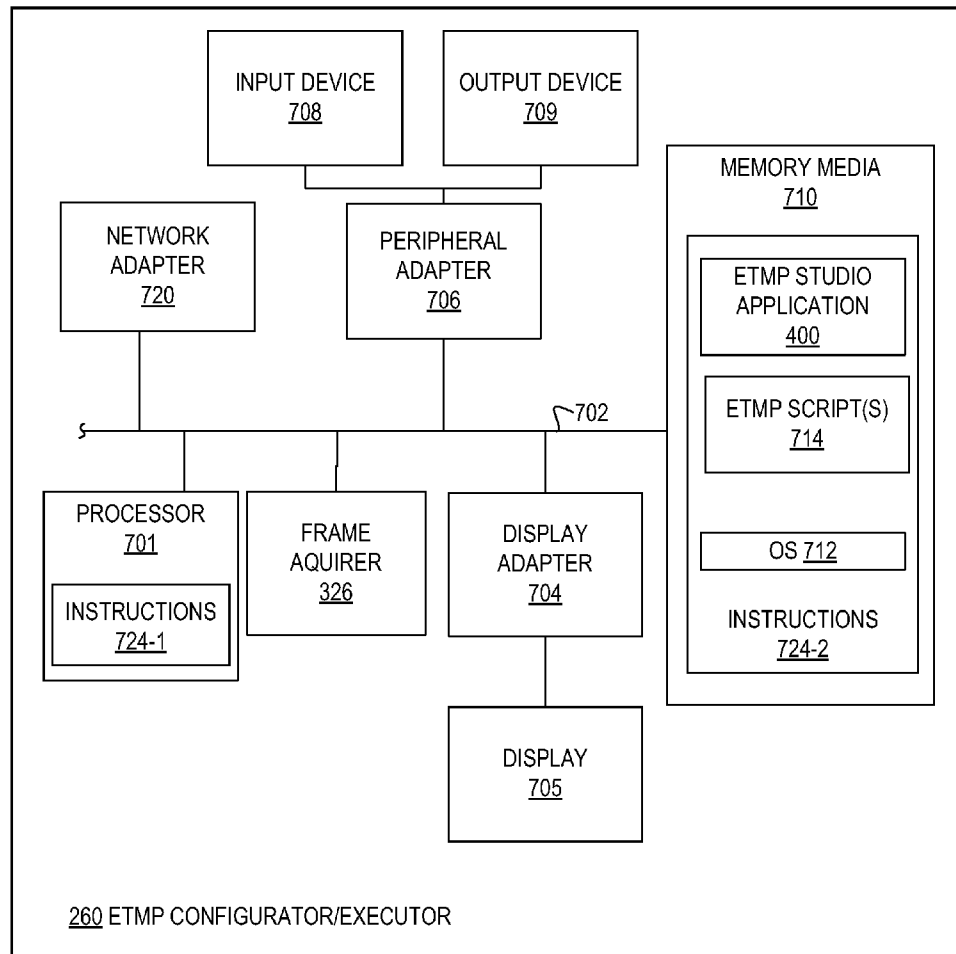 INPUT DEVICE
708
OUTPUT DEVICE
709
MEMORY MEDIA
710
NETWORK
ADAPTER
720
PERIPHERAL
ADAPTER
706
ETMP STUDIO
APPLICATION
400
ETMP SCRIPT(S)
714
702
PROCESSOR
701
INSTRUCTIONS
724-1
FRAME
AQUIRER
326
DISPLAY
ADAPTER
704
OS 712
INSTRUCTIONS
724-2
DISPLAY
705
260 ETMP CONFIGURATOR/EXECUTOR